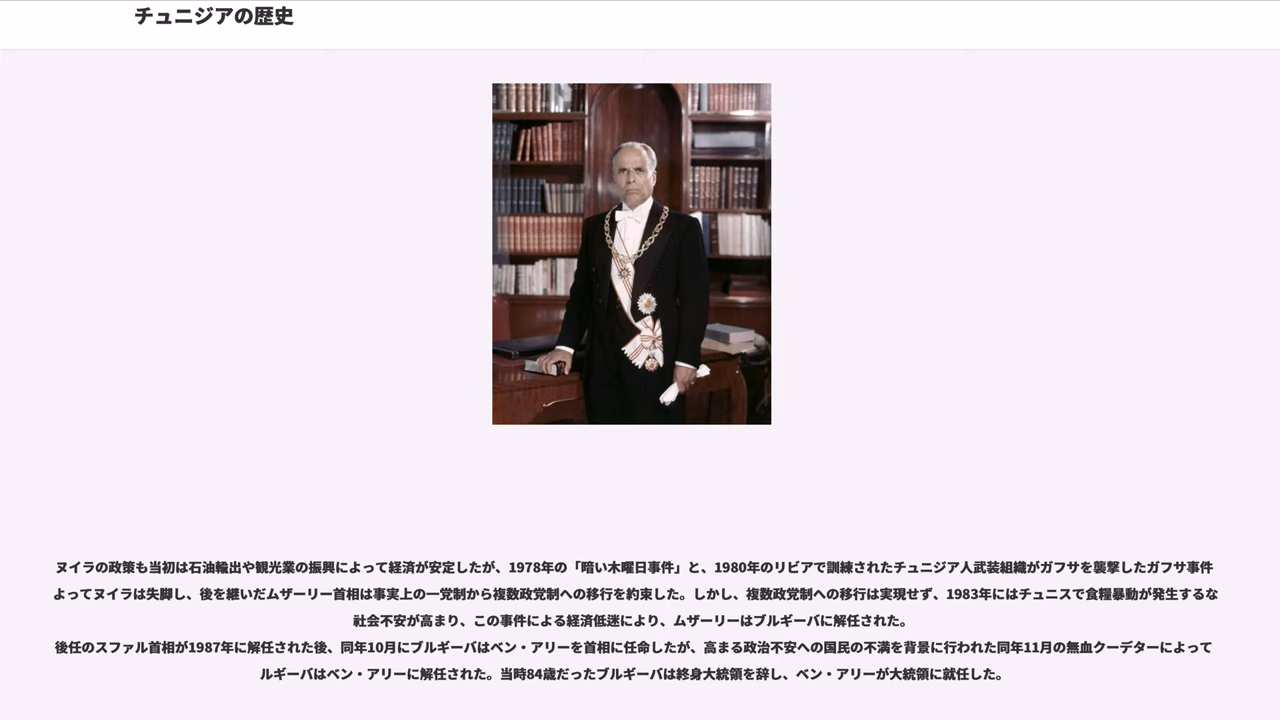 チュニジアの歴史
ヌイラの政策も当初は石油輸出や観光業の振興によって経済が安定したが、1978年の「暗い木曜日事件」と、1980年のリビアで訓練されたチュニジア人武装組織がガフサを襲撃したガフサ事件
よってヌイラは失脚し、後を継いだムザーリー首相は事実上の一党制から複数政党制への移行を約束した。しかし、複数政党制への移行は実現せず、1983年にはチュニスで食糧暴動が発生するな
社会不安が高まり、この事件による経済低迷により、ムザーリーはブルギーバに解任された。
後任のスファル首相が1987年に解任された後、同年10月にブルギーバはベン・アリーを首相に任命したが、高まる政治不安への国民の不満を背景に行われた同年11月の無血クーデターによって
ルギーバはベン・アリーに解任された。当時84歳だったブルギーバは終身大統領を辞し、ベン・アリーが大統領に就任した。